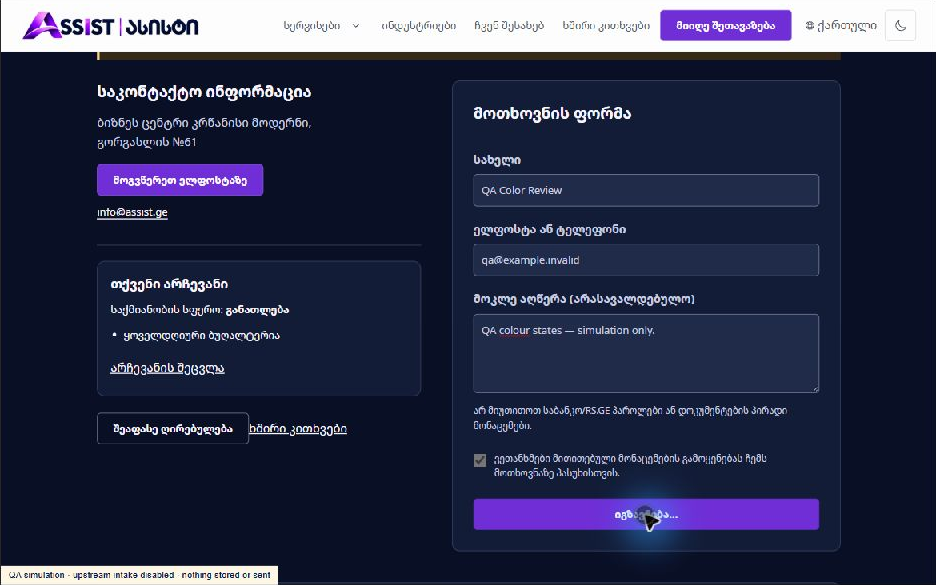 ASSIST | ასისტი
სერვისები
ინდუსტრიები
ჩვენ შესახებ
ხშირი კითხვები
მიიღე შეთავაზება
ქართული
საკონტაქტო ინფორმაცია
ბიზნეს ცენტრი კრწანისი მოდერნი,
გორგასლის №61
მოგვწერეთ ელფოსტაზე
info@assist.ge
თქვენი არჩევანი
საქმიანობის სფერო: განათლება
• ყოველდღიური ბუღალტერია
არჩევანის შეცვლა
შეაფასე ღირებულება
ხშირი კითხვები
მოთხოვნის ფორმა
სახელი
QA Color Review
ელფოსტა ან ტელეფონი
qa@example.invalid
მოკლე აღწერა (არასავალდებულო)
QA colour states — simulation only.
არ მიუთითოთ საბანკო/RS.GE პაროლები ან დოკუმენტების პირადი
მონაცემები.
ვეთანხმები მითითებული მონაცემების გამოყენებას ჩემს
მოთხოვნაზე პასუხისთვის.
იგზავნება...
QA simulation · upstream intake disabled · nothing stored or sent